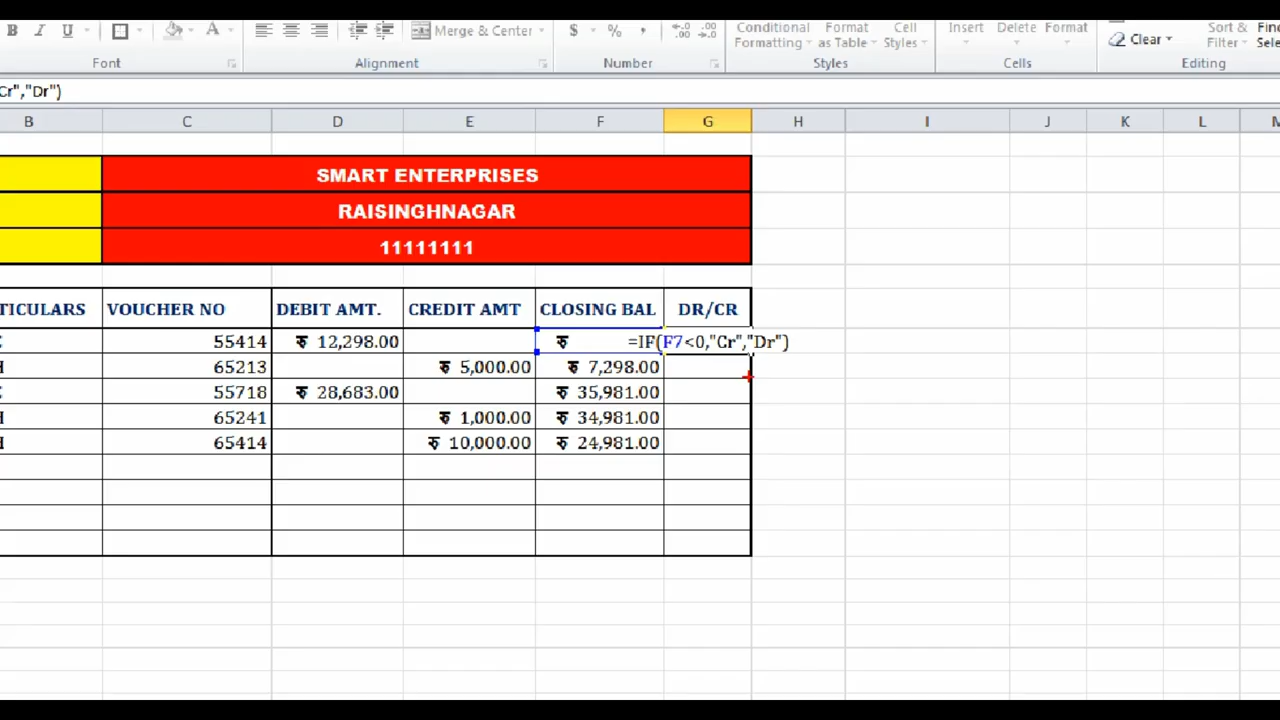 B I U A Merge & Center $ % , Conditional Format Cell Insert Delete Format Sort &
Formatting as Table Styles Clear Filter
Font Alignment Number Styles Cells Editing
Cr","Dr")
B C D E F G H I J K L M
SMART ENTERPRISES
RAISINGHNAGAR
11111111
TICULARS VOUCHER NO DEBIT AMT. CREDIT AMT CLOSING BAL DR/CR
55414 रु 12,298.00 रु =IF(F7<0,"Cr","Dr")
H 65213 रु 5,000.00 रु 7,298.00
55718 रु 28,683.00 रु 35,981.00
H 65241 रु 1,000.00 रु 34,981.00
H 65414 रु 10,000.00 रु 24,981.00